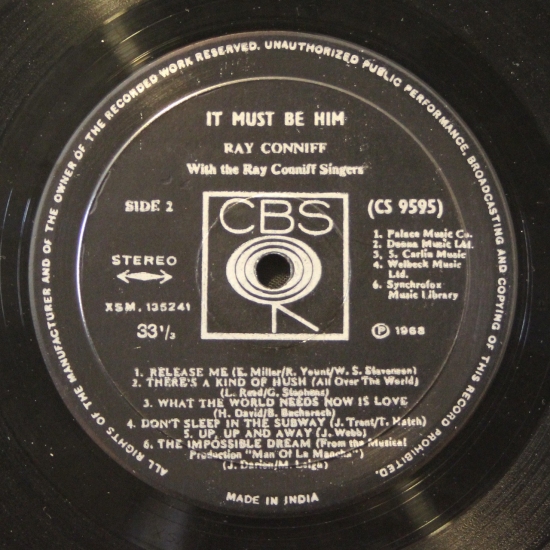 ALL RIGHTS OF THE MANUFACTURER AND OF THE OWNER OF THE RECORDED WORK RESERVED. UNAUTHORIZED PUBLIC PERFORMANCE, BROADCASTING AND COPYING OF THIS RECORD PROHIBITED.
IT MUST BE HIM
RAY CONNIFF
With the Ray Conniff Singers
SIDE 2
CBS
(CS 9595)
STEREO
XSM. 135241
33⅓
1. Palace Music Co.
2. Donna Music Ltd.
3, 5. Carlin Music
4. Welbeck Music
Ltd.
6. Synchrofox
Music Library
Ⓟ 1968
1. RELEASE ME (E. Miller/R. Yount/W. S. Stevenson)
2. THERE'S A KIND OF HUSH (All Over The World)
(L. Reed/G. Stephens)
3. WHAT THE WORLD NEEDS NOW IS LOVE
(H. David/B. Bacharach)
4. DON'T SLEEP IN THE SUBWAY (J. Trent/T. Hatch)
5. UP, UP AND AWAY (J. Webb)
6. THE IMPOSSIBLE DREAM (From the Musical
Production "Man Of La Mancha")
(J. Darion/M. Leigh)
MADE IN INDIA